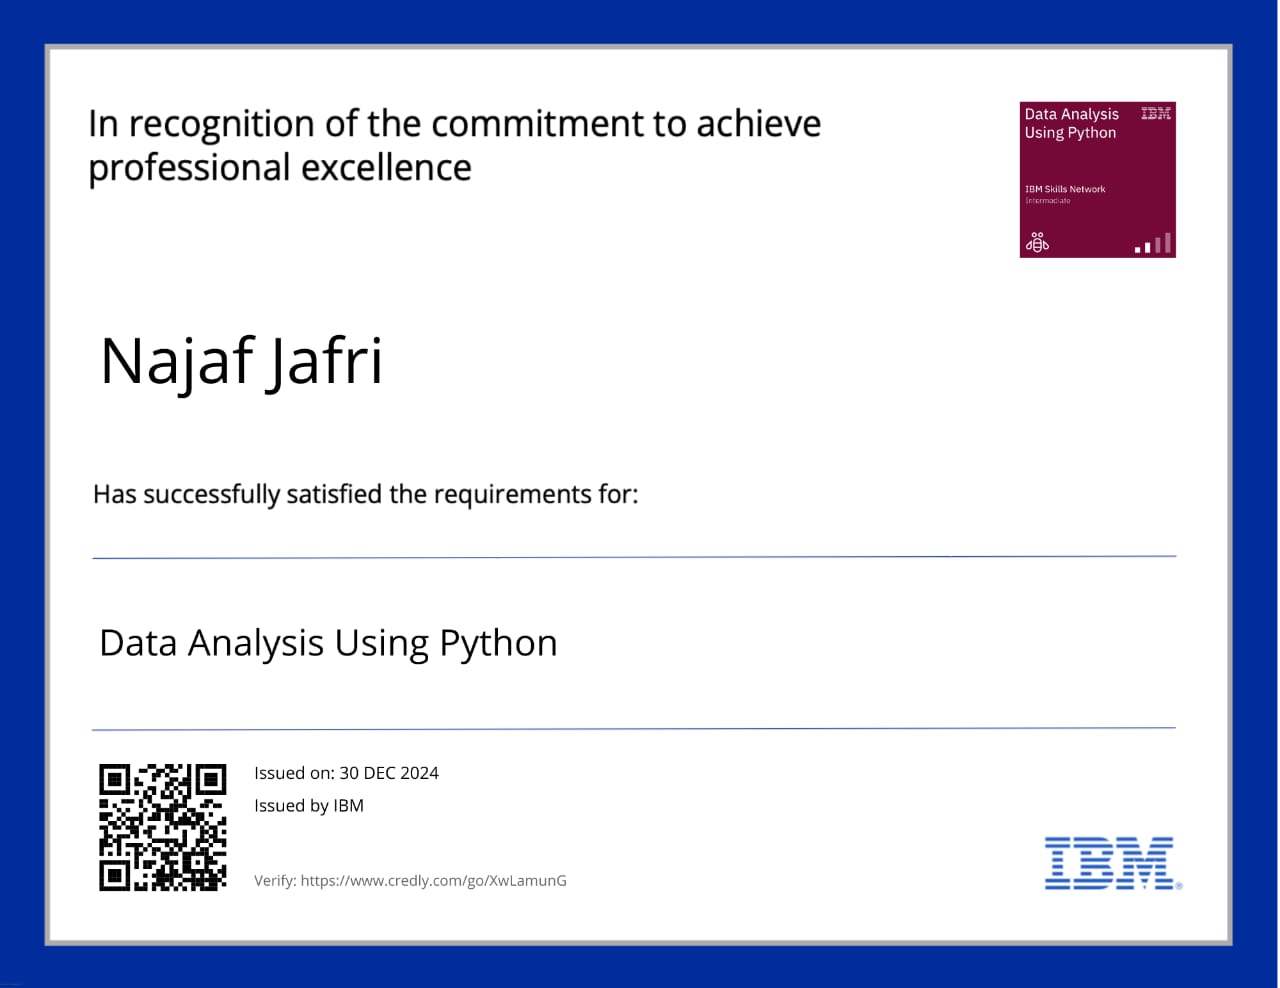 In recognition of the commitment to achieve
professional excellence
Data Analysis
Using Python
IBM
IBM Skills Network
Intermediate
Najaf Jafri
Has successfully satisfied the requirements for:
Data Analysis Using Python
Issued on: 30 DEC 2024
Issued by IBM
Verify: https://www.credly.com/go/XwLamunG
IBM®